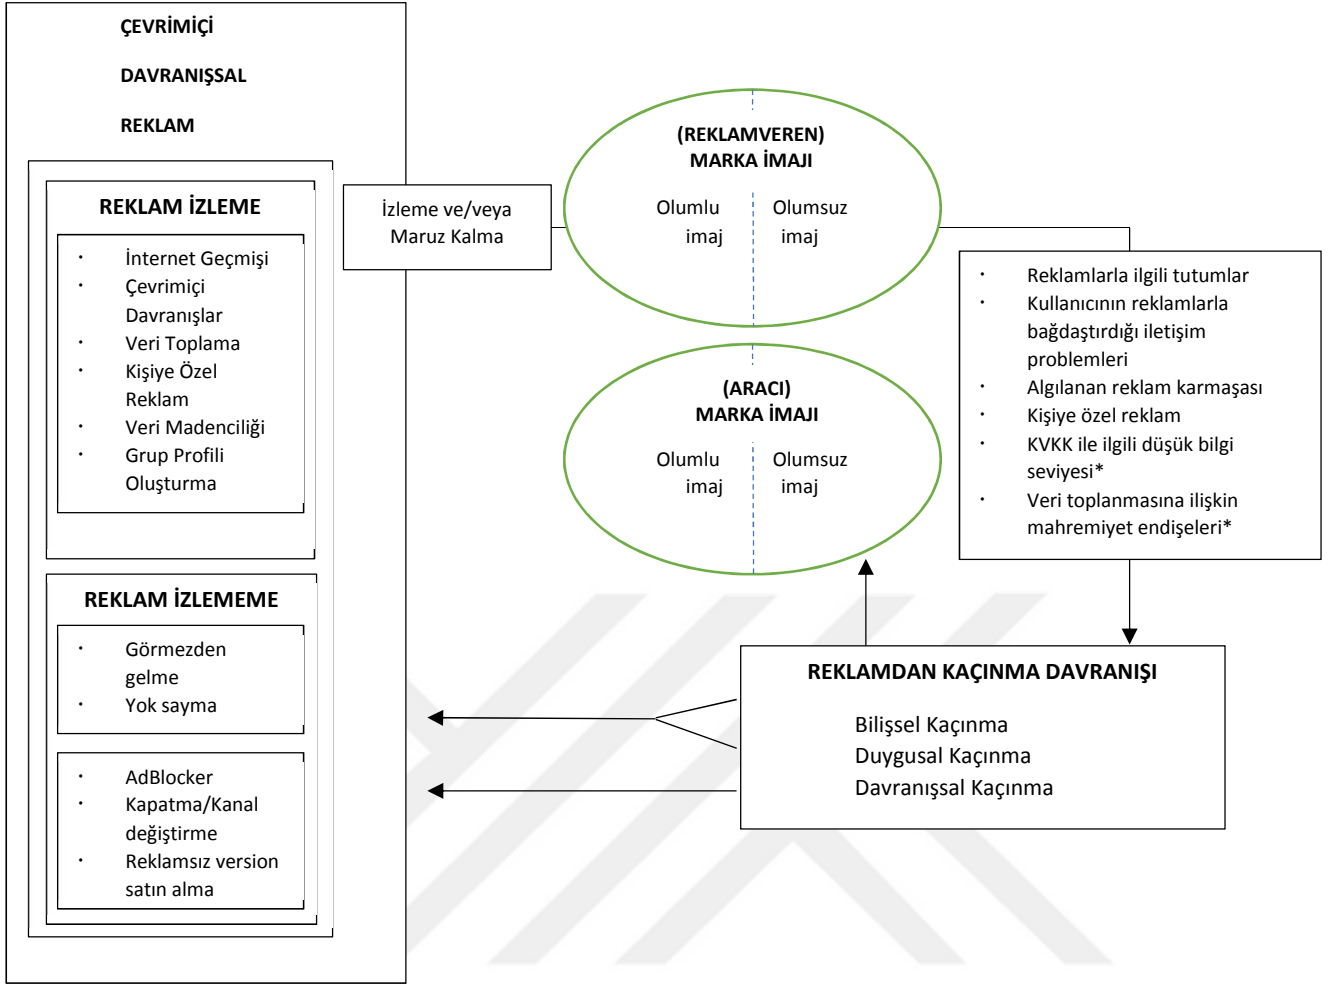 ÇEVRİMİÇİ
DAVRANIŞSAL
REKLAM
REKLAM İZLEME
· İnternet Geçmişi
· Çevrimiçi
Davranışlar
· Veri Toplama
· Kişiye Özel
Reklam
· Veri Madenciliği
· Grup Profili
Oluşturma
REKLAM İZLEMEME
· Görmezden
gelme
· Yok sayma
· AdBlocker
· Kapatma/Kanal
değiştirme
· Reklamsız version
satın alma
İzleme ve/veya
Maruz Kalma
(REKLAMVEREN)
MARKA İMAJI
Olumlu
imaj
Olumsuz
imaj
(ARACI)
MARKA İMAJI
Olumlu
imaj
Olumsuz
imaj
· Reklamlarla ilgili tutumlar
· Kullanıcının reklamlarla
bağdaştırdığı iletişim
problemleri
· Algılanan reklam karmaşası
· Kişiye özel reklam
· KVKK ile ilgili düşük bilgi
seviyesi*
· Veri toplanmasına ilişkin
mahremiyet endişeleri*
REKLAMDAN KAÇINMA DAVRANIŞI
Bilişsel Kaçınma
Duygusal Kaçınma
Davranışsal Kaçınma